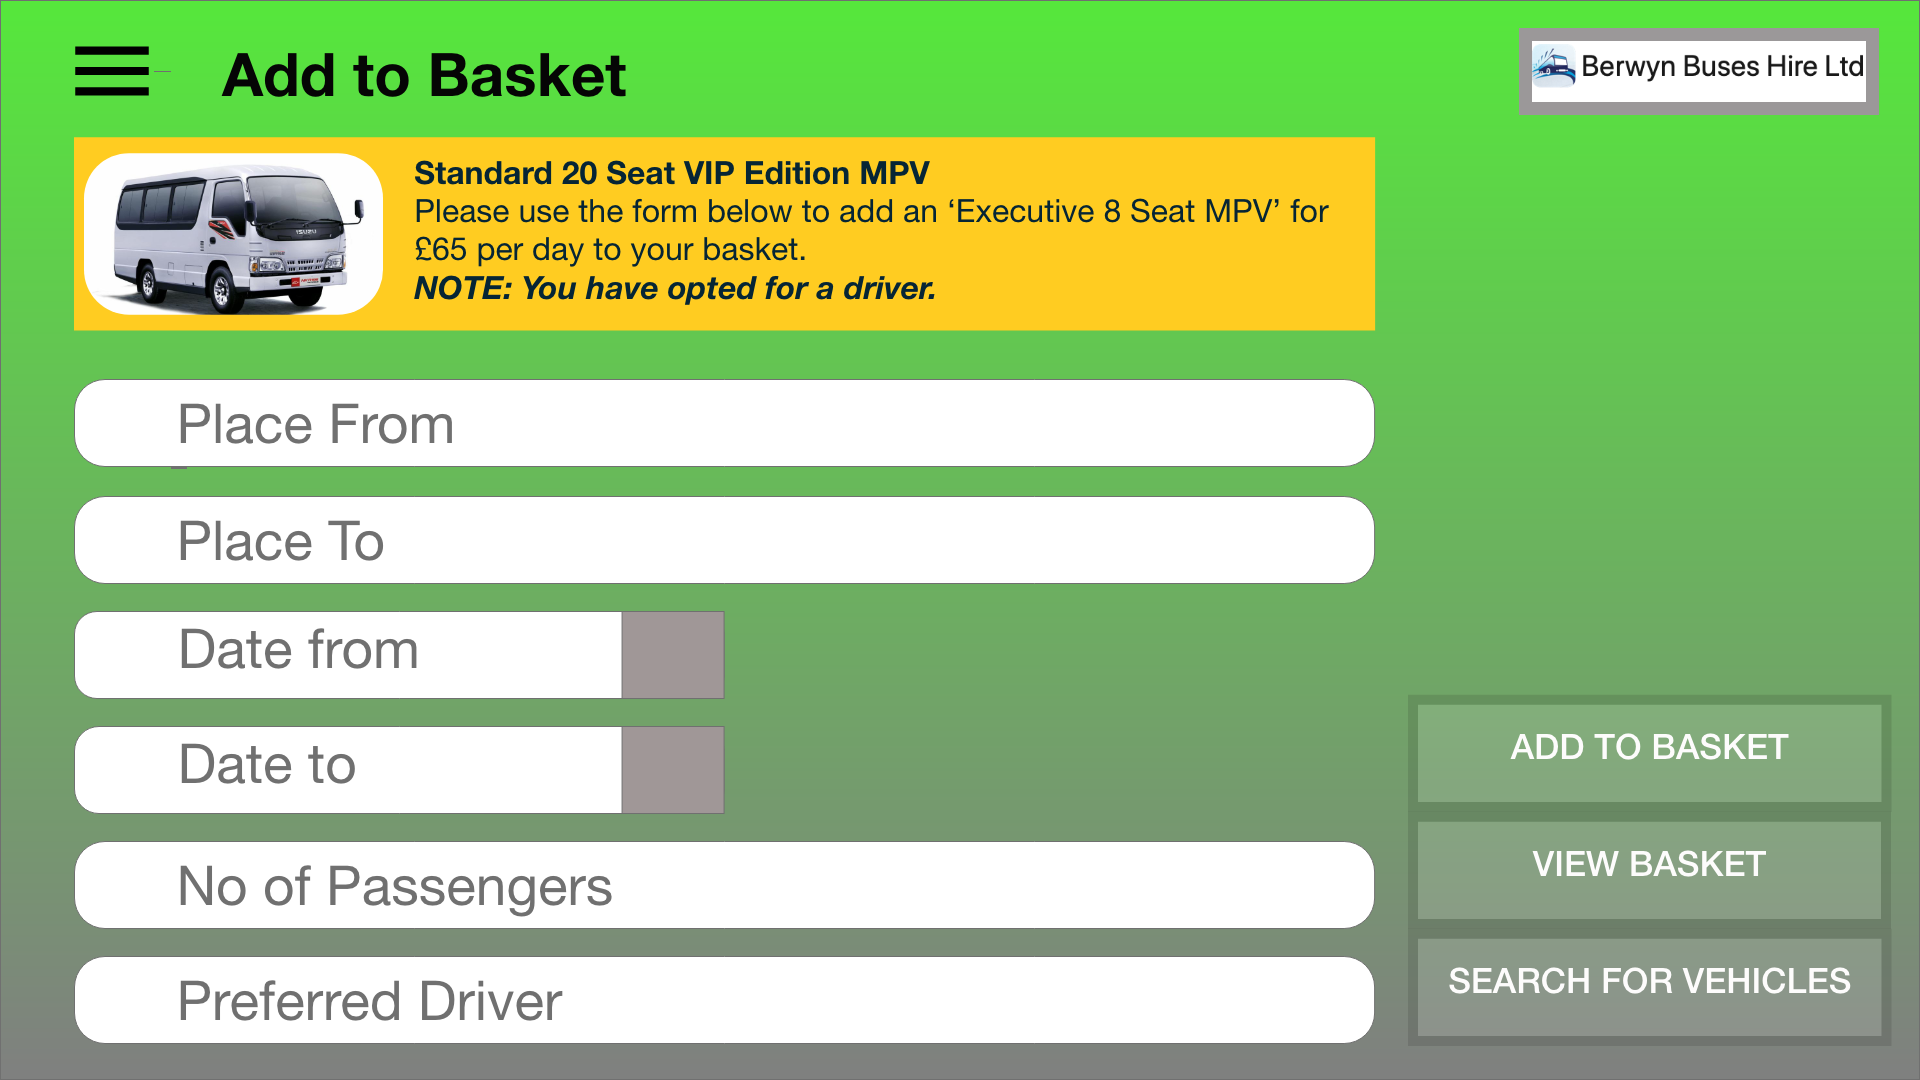 Add to Basket
Berwyn Buses Hire Ltd
Standard 20 Seat VIP Edition MPV
Please use the form below to add an ‘Executive 8 Seat MPV’ for
£65 per day to your basket.
NOTE: You have opted for a driver.
ISUZU
Place From
Place To
Date from
Date to
No of Passengers
Preferred Driver
ADD TO BASKET
VIEW BASKET
SEARCH FOR VEHICLES